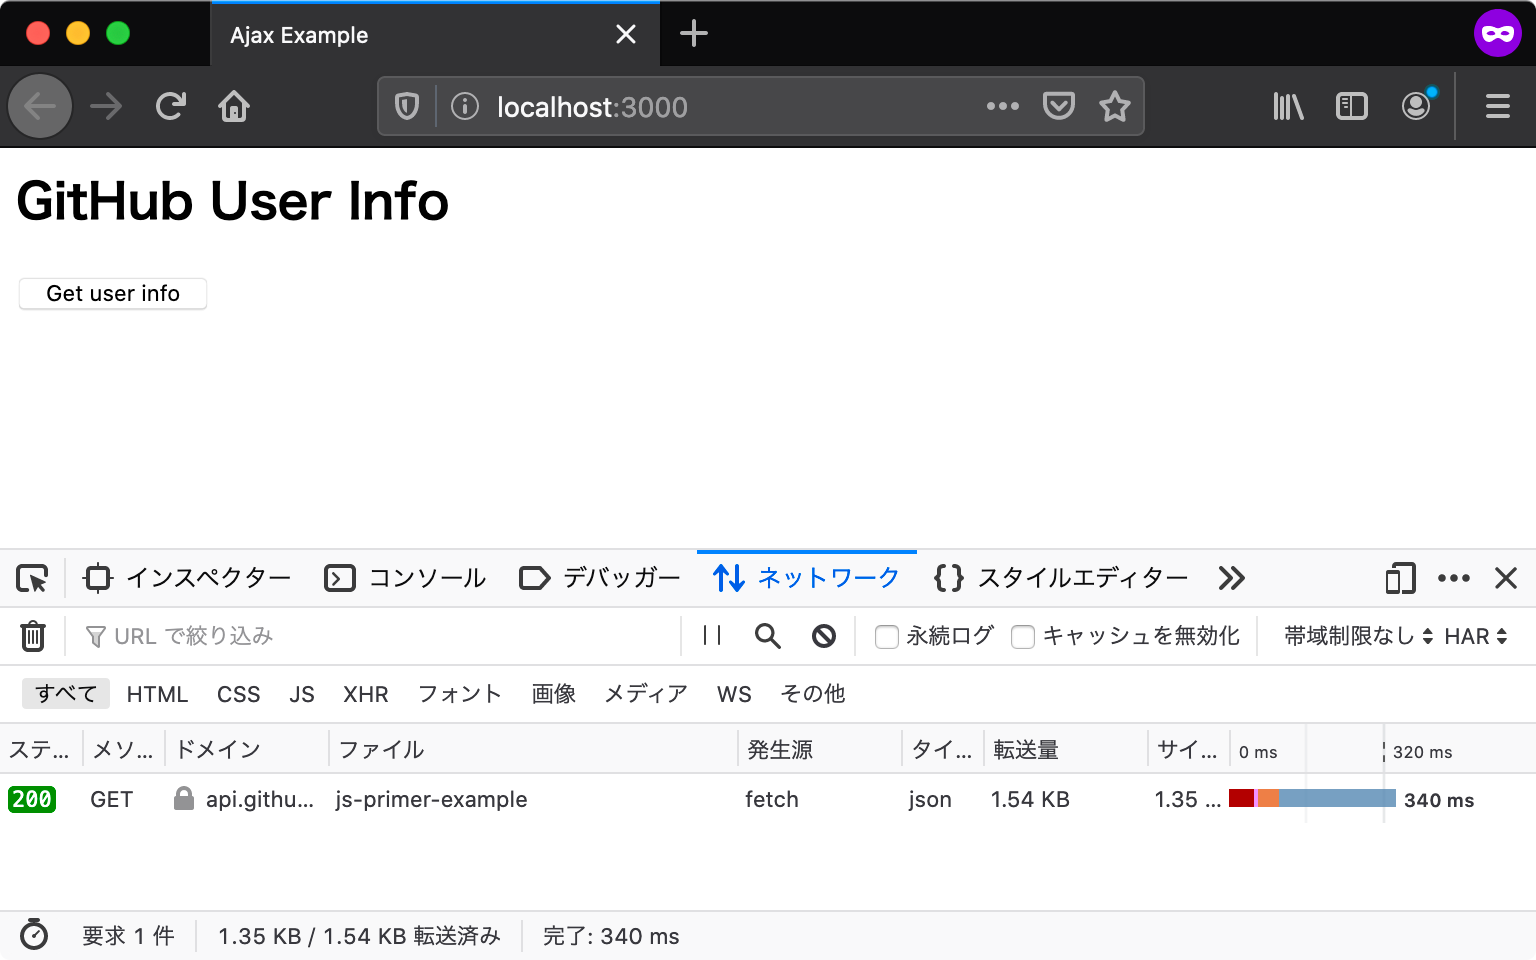 Ajax Example
localhost:3000
GitHub User Info
Get user info
インスペクター コンソール デバッガー ネットワーク スタイルエディター
URL で絞り込み 永続ログ キャッシュを無効化 帯域制限なし HAR
すべて HTML CSS JS XHR フォント 画像 メディア WS その他
ステ... メソ... ドメイン ファイル 発生源 タイ... 転送量 サイ... 0 ms 320 ms
200 GET api.githu... js-primer-example fetch json 1.54 KB 1.35 ... 340 ms
要求 1 件 1.35 KB / 1.54 KB 転送済み 完了: 340 ms